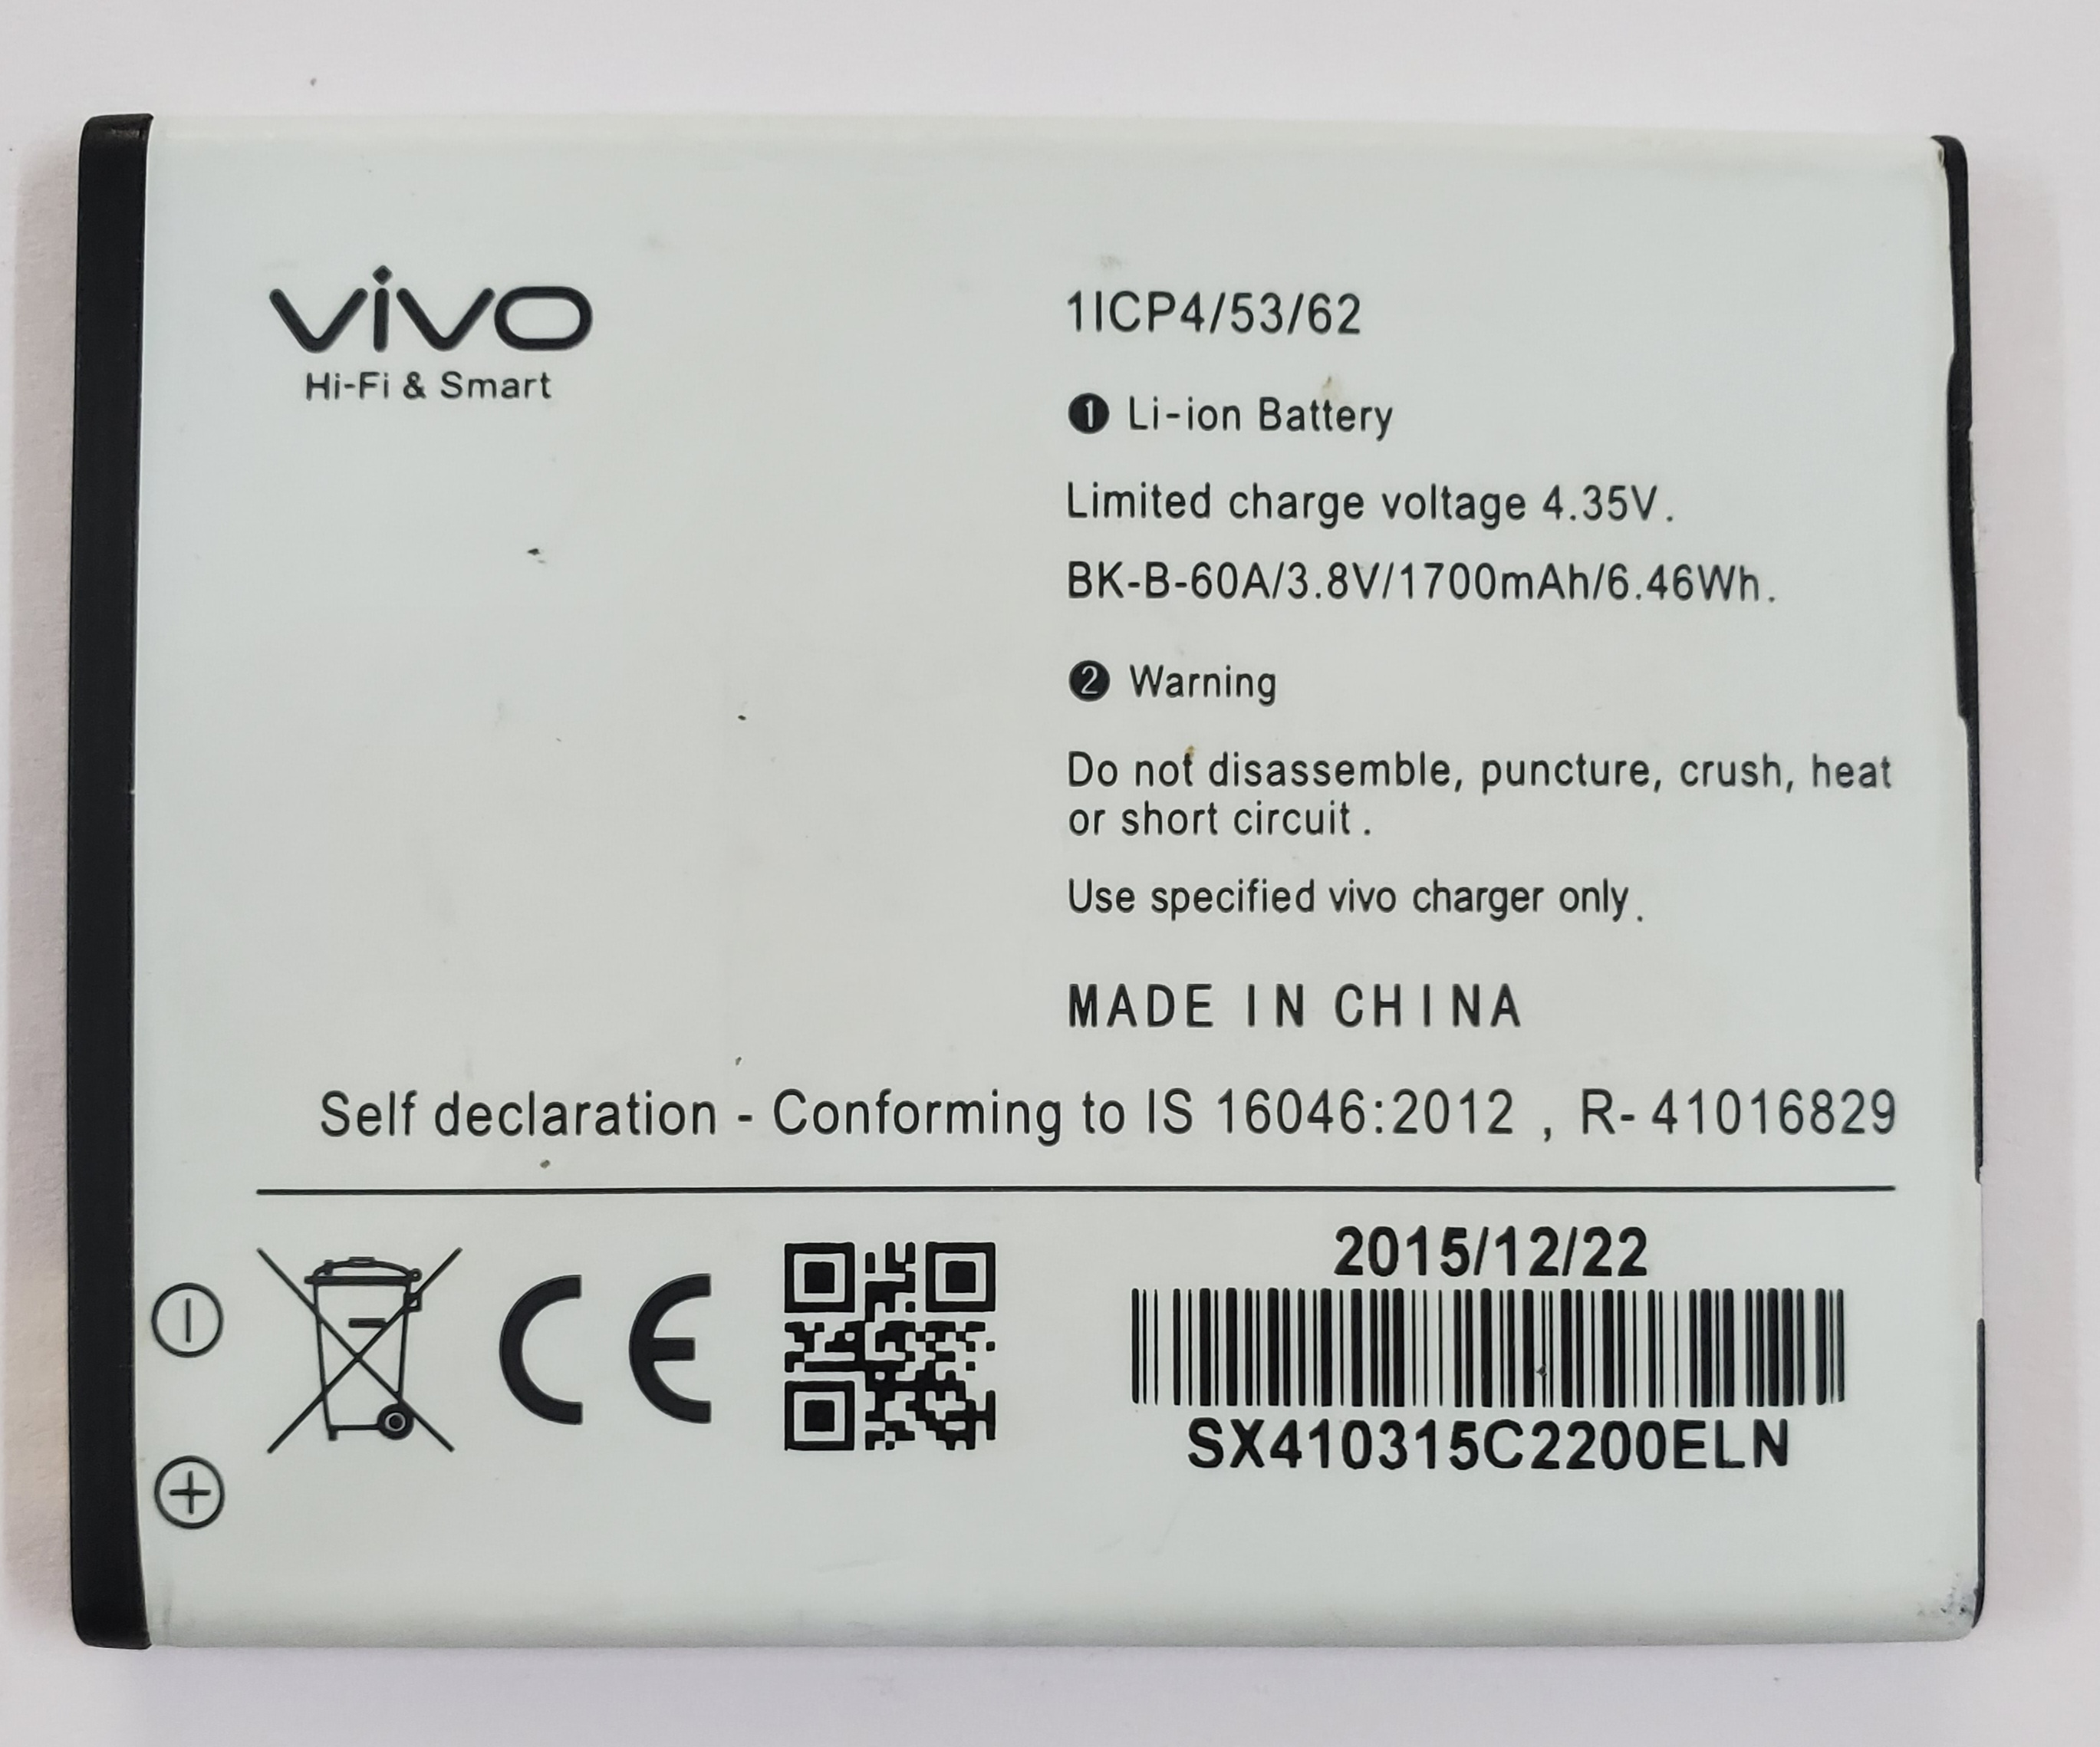 vivo
Hi-Fi & Smart
1ICP4/53/62
❶ Li-ion Battery
Limited charge voltage 4.35V.
BK-B-60A/3.8V/1700mAh/6.46Wh.
❷ Warning
Do not disassemble, puncture, crush, heat
or short circuit.
Use specified vivo charger only.
MADE IN CHINA
Self declaration - Conforming to IS 16046:2012 , R- 41016829
2015/12/22
CE
SX410315C2200ELN